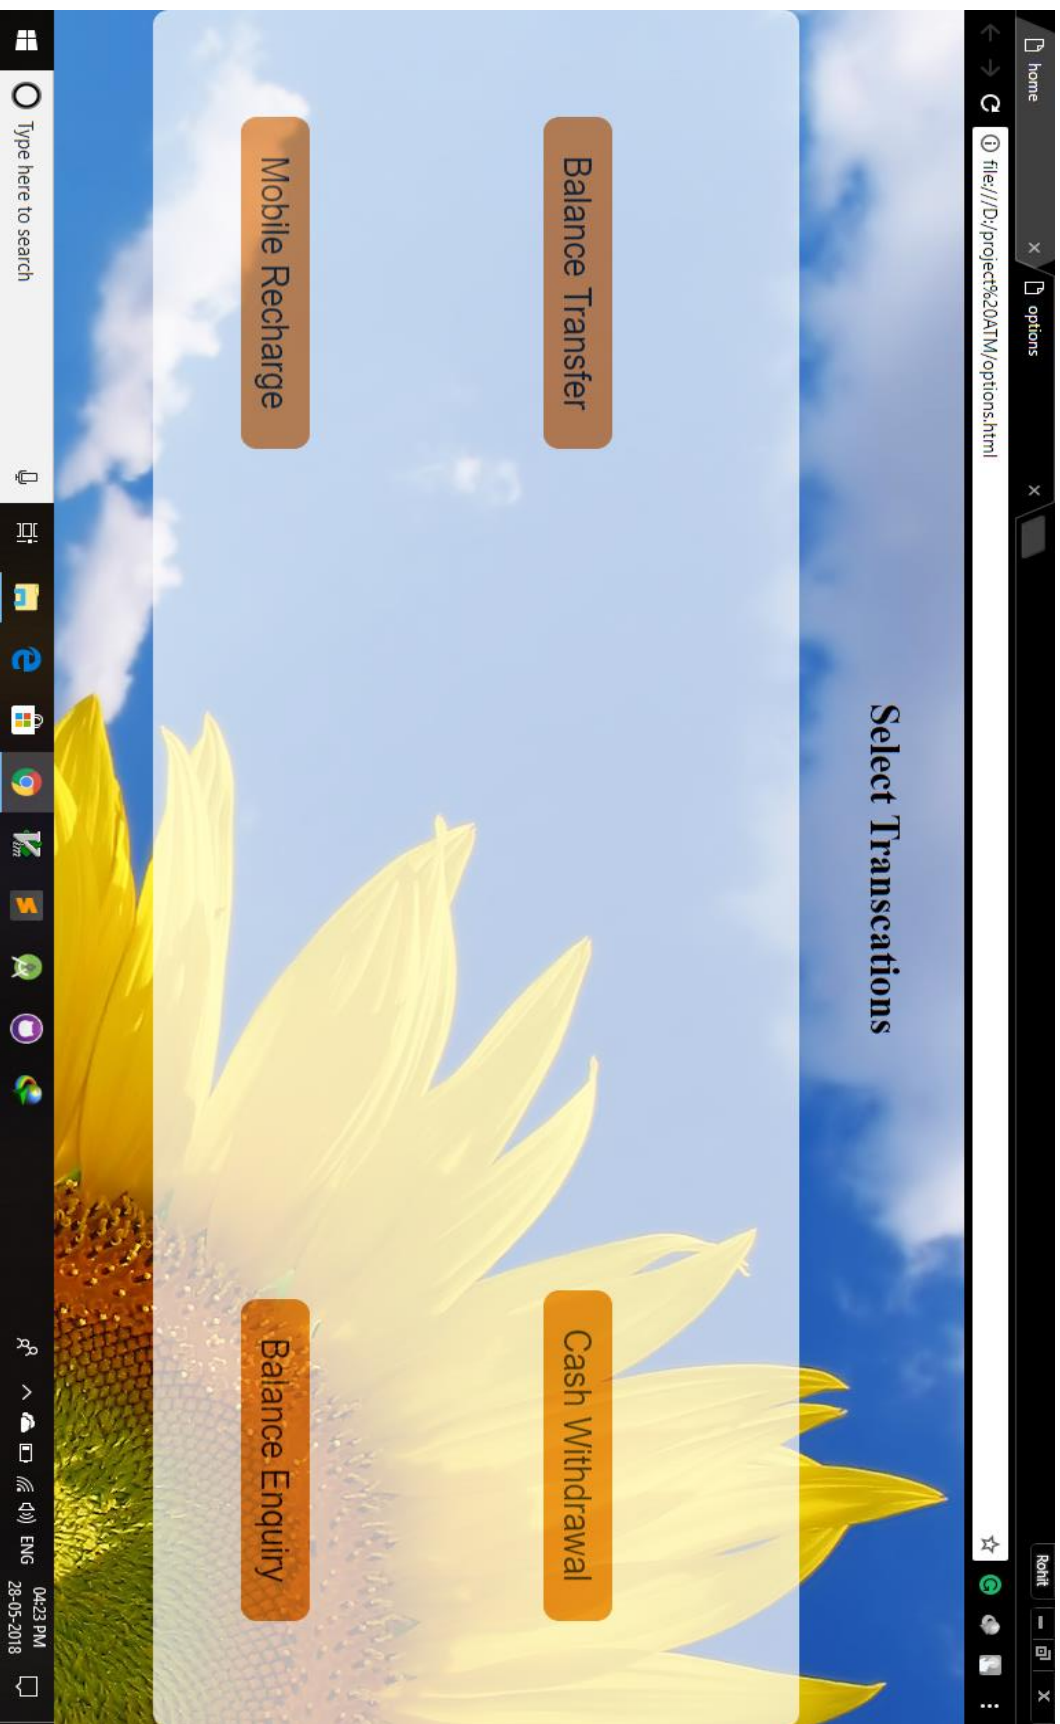 home
options
Rohit
file:///D:/project%20ATM/options.html
Select Transcations
Balance Transfer
Cash Withdrawal
Mobile Recharge
Balance Enquiry
Type here to search
ENG
04:23 PM
28-05-2018